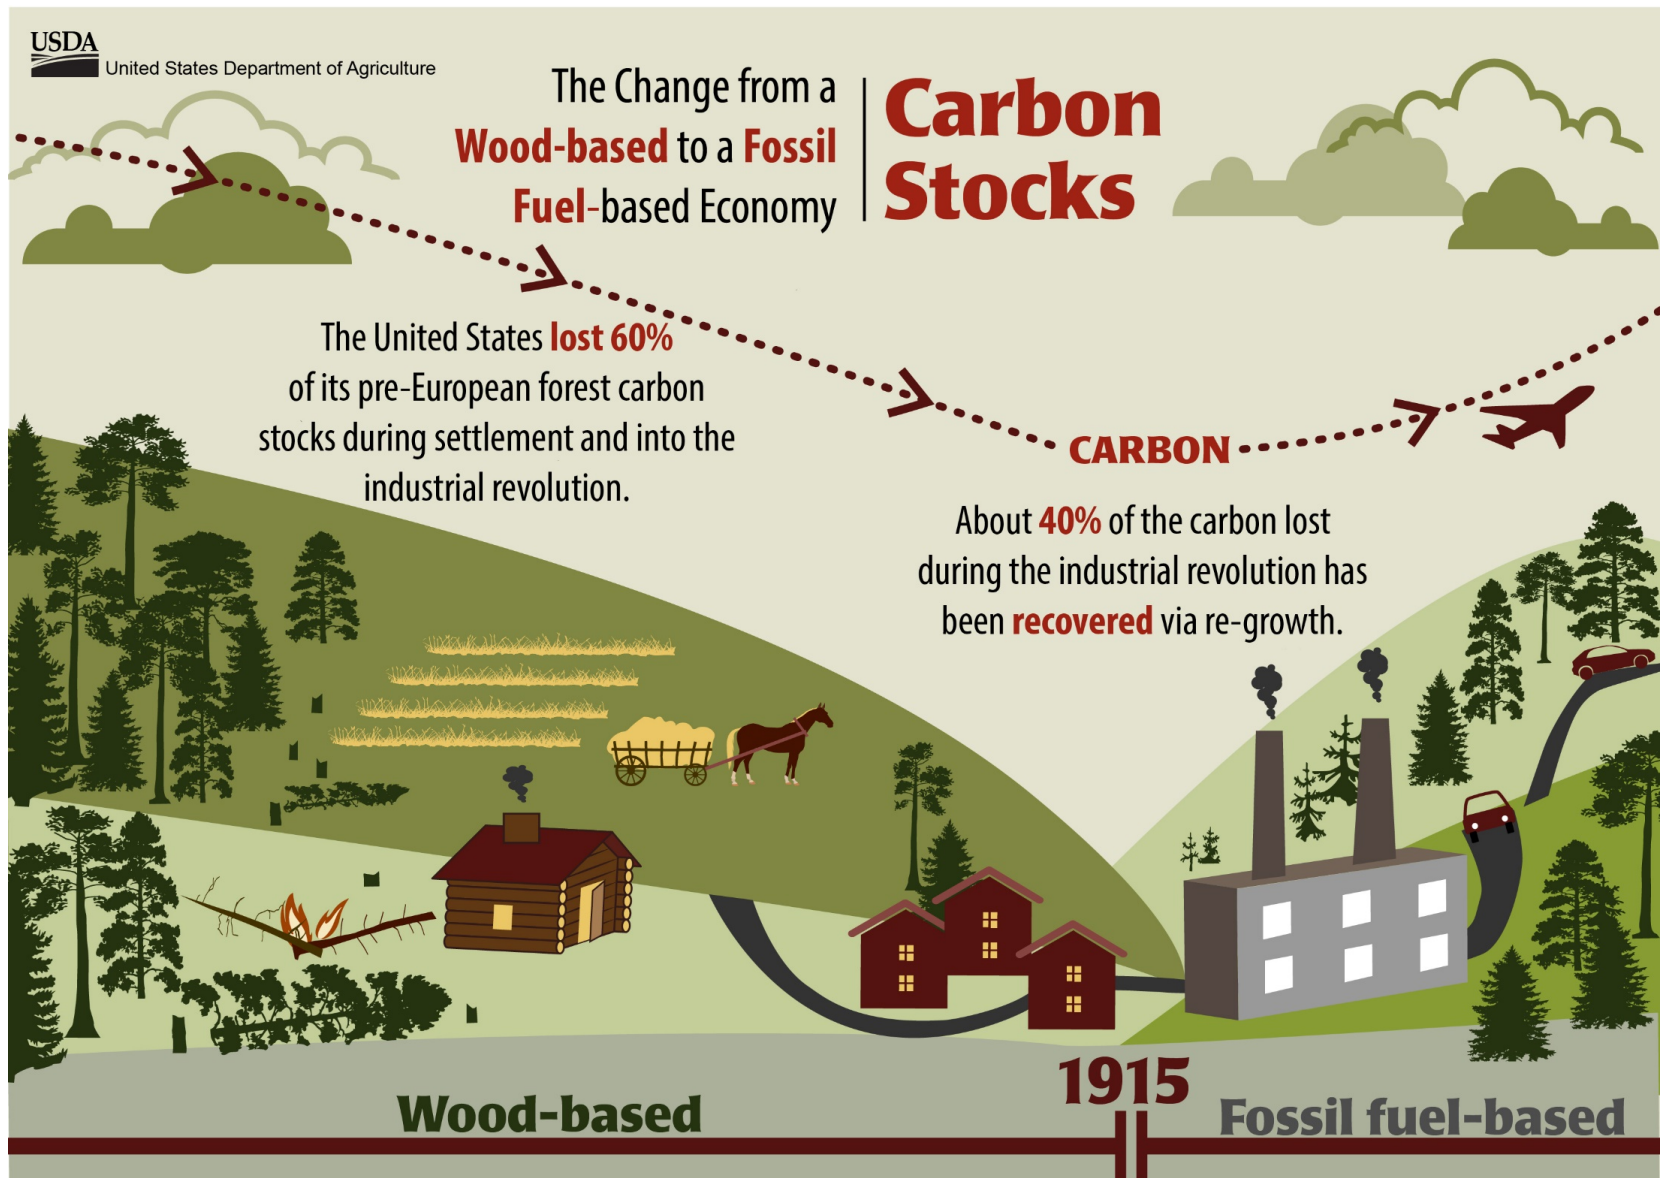 USDA
United States Department of Agriculture
The Change from a
Wood-based to a Fossil
Fuel-based Economy
Carbon
Stocks
The United States lost 60%
of its pre-European forest carbon
stocks during settlement and into the
industrial revolution.
CARBON
About 40% of the carbon lost
during the industrial revolution has
been recovered via re-growth.
1915
Wood-based
Fossil fuel-based